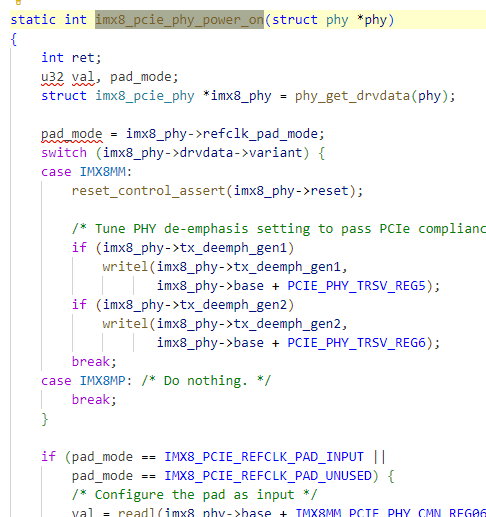 static int imx8_pcie_phy_power_on(struct phy *phy)
{
int ret;
u32 val, pad_mode;
struct imx8_pcie_phy *imx8_phy = phy_get_drvdata(phy);
pad_mode = imx8_phy->refclk_pad_mode;
switch (imx8_phy->drvdata->variant) {
case IMX8MM:
reset_control_assert(imx8_phy->reset);
/* Tune PHY de-emphasis setting to pass PCIe complianc
if (imx8_phy->tx_deemph_gen1)
writel(imx8_phy->tx_deemph_gen1,
imx8_phy->base + PCIE_PHY_TRSV_REG5);
if (imx8_phy->tx_deemph_gen2)
writel(imx8_phy->tx_deemph_gen2,
imx8_phy->base + PCIE_PHY_TRSV_REG6);
break;
case IMX8MP: /* Do nothing. */
break;
}
if (pad_mode == IMX8_PCIE_REFCLK_PAD_INPUT ||
pad_mode == IMX8_PCIE_REFCLK_PAD_UNUSED) {
/* Configure the pad as input */
val = readl(imx8_phy->base + IMX8MM_PCIE_PHY_CMN_REG06